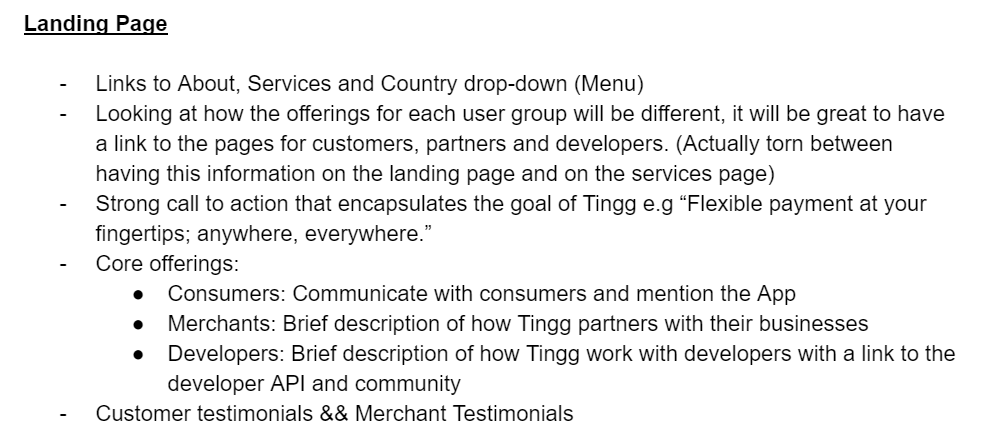 Landing Page
- Links to About, Services and Country drop-down (Menu)
- Looking at how the offerings for each user group will be different, it will be great to have
a link to the pages for customers, partners and developers. (Actually torn between
having this information on the landing page and on the services page)
- Strong call to action that encapsulates the goal of Tingg e.g “Flexible payment at your
fingertips; anywhere, everywhere.”
- Core offerings:
● Consumers: Communicate with consumers and mention the App
● Merchants: Brief description of how Tingg partners with their businesses
● Developers: Brief description of how Tingg work with developers with a link to the
developer API and community
- Customer testimonials && Merchant Testimonials